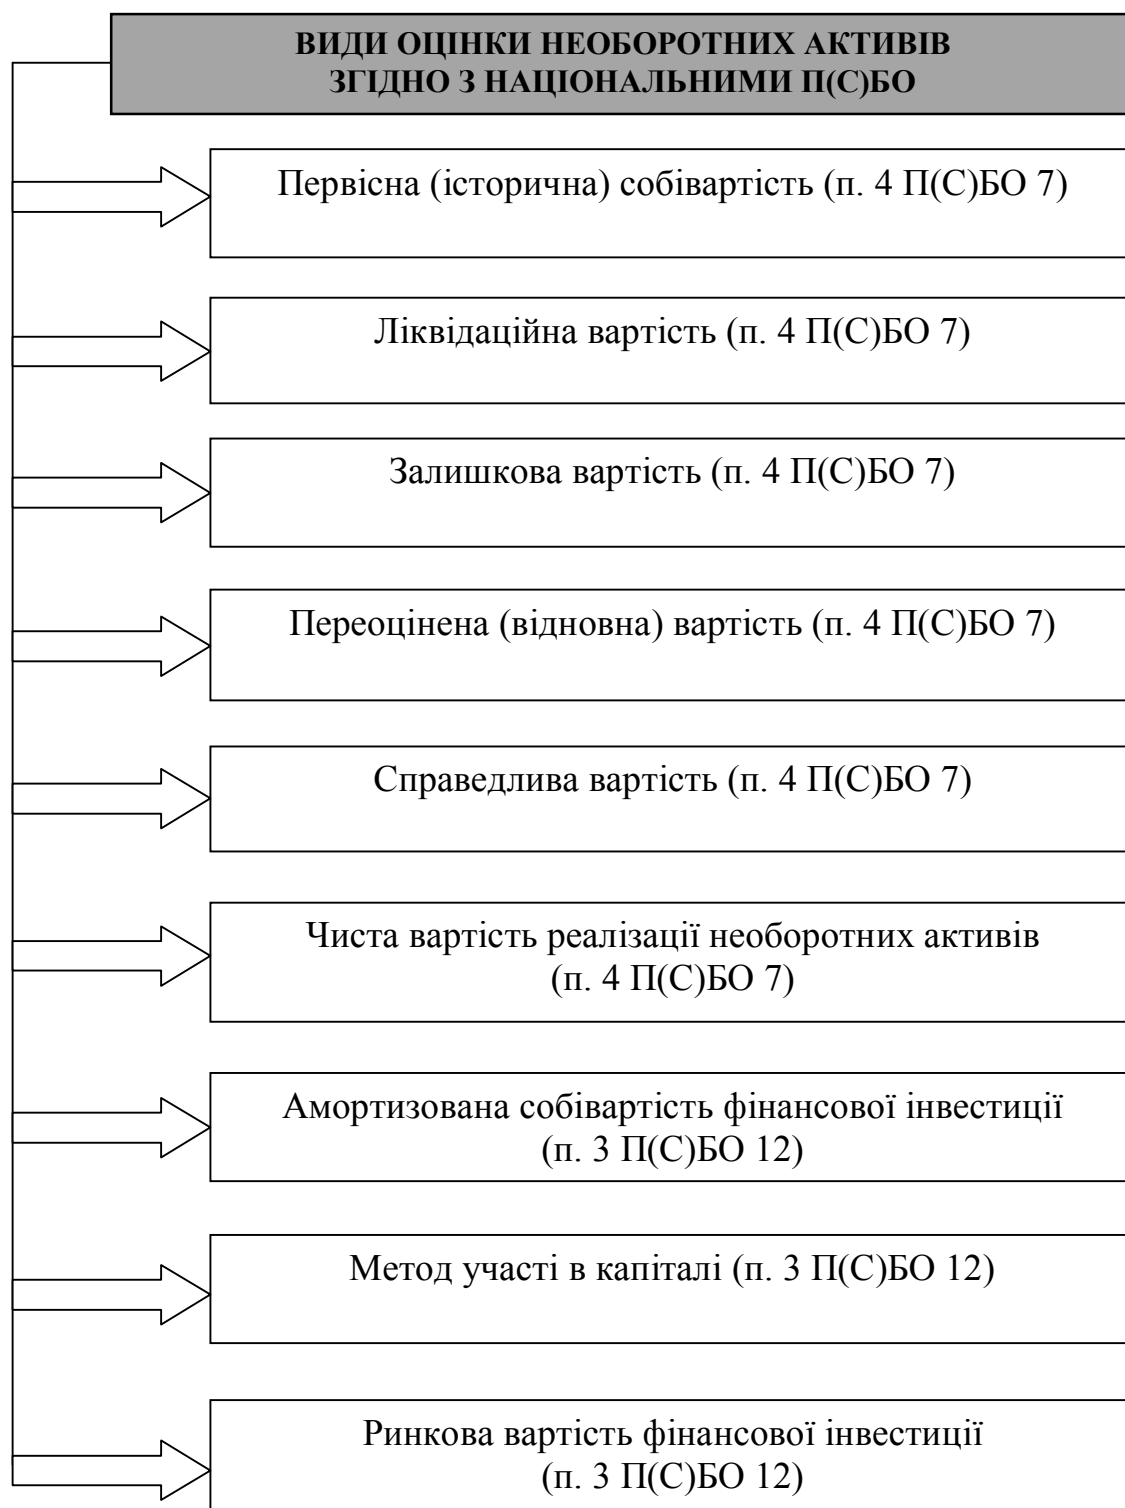 ВИДИ ОЦІНКИ НЕОБОРОТНИХ АКТИВІВ
ЗГІДНО З НАЦІОНАЛЬНИМИ П(С)БО
Первісна (історична) собівартість (п. 4 П(С)БО 7)
Ліквідаційна вартість (п. 4 П(С)БО 7)
Залишкова вартість (п. 4 П(С)БО 7)
Переоцінена (відновна) вартість (п. 4 П(С)БО 7)
Справедлива вартість (п. 4 П(С)БО 7)
Чиста вартість реалізації необоротних активів
(п. 4 П(С)БО 7)
Амортизована собівартість фінансової інвестиції
(п. 3 П(С)БО 12)
Метод участі в капіталі (п. 3 П(С)БО 12)
Ринкова вартість фінансової інвестиції
(п. 3 П(С)БО 12)